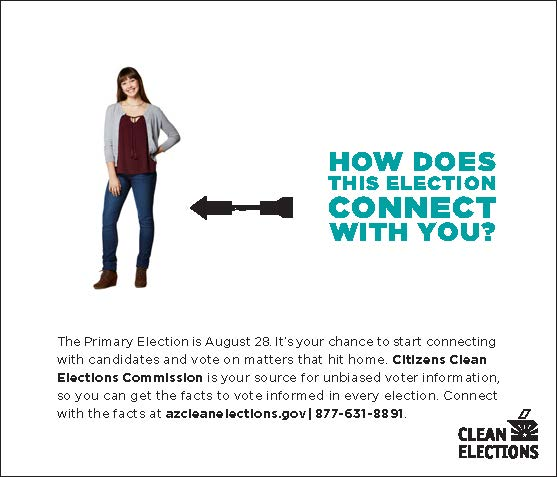 HOW DOES
THIS ELECTION
CONNECT
WITH YOU?
The Primary Election is August 28. It's your chance to start connecting
with candidates and vote on matters that hit home. Citizens Clean
Elections Commission is your source for unbiased voter information,
so you can get the facts to vote informed in every election. Connect
with the facts at azcleanelections.gov | 877-631-8891.
CLEAN
ELECTIONS